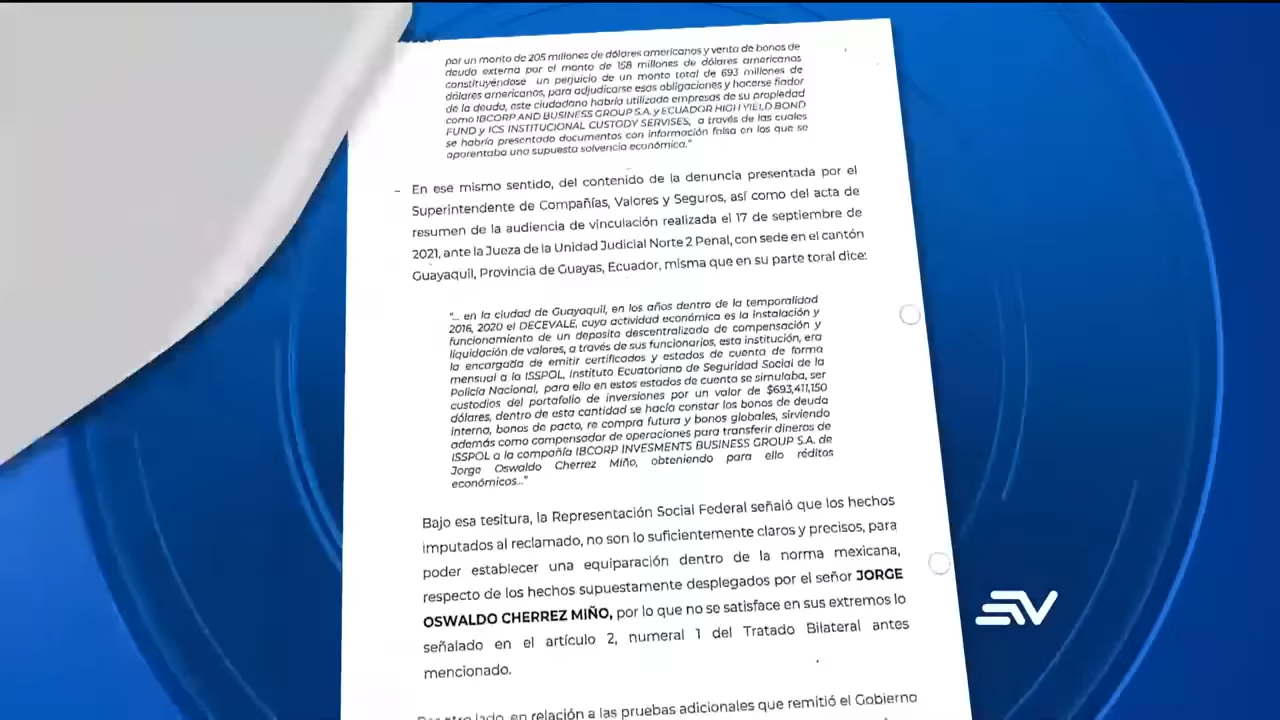 por un monto de 205 millones de dólares americanos y venta de bonos de
deuda externa por el monto de 158 millones de dólares americanos
constituyéndose un perjuicio de un monto total de 693 millones de
dólares americanos, para adjudicarse esas obligaciones y hacerse fiador
de la deuda, este ciudadano habría utilizado empresas de su propiedad
como IBCORP AND BUSINESS GROUP S.A. y ECUADOR HIGH YIELD BOND
FUND y ICS INSTITUCIONAL CUSTODY SERVISES, a través de las cuales
se habría presentado documentos con información falsa en los que se
aparentaba una supuesta solvencia económica."
– En ese mismo sentido, del contenido de la denuncia presentada por el
Superintendente de Compañías, Valores y Seguros, así como del acta de
resumen de la audiencia de vinculación realizada el 17 de septiembre de
2021, ante la Jueza de la Unidad Judicial Norte 2 Penal, con sede en el cantón
Guayaquil, Provincia de Guayas, Ecuador, misma que en su parte toral dice:
"... en la ciudad de Guayaquil, en los años dentro de la temporalidad
2016, 2020 el DECEVALE, cuya actividad económica es la instalación y
funcionamiento de un deposito descentralizado de compensación y
liquidación de valores, a través de sus funcionarios, esta institución, era
la encargada de emitir certificados y estados de cuenta de forma
mensual a la ISSPOL, Instituto Ecuatoriano de Seguridad Social de la
Policía Nacional, para ello en estos estados de cuenta se simulaba, ser
custodios del portafolio de inversiones por un valor de $693,411,150
dólares, dentro de esta cantidad se hacía constar los bonos de deuda
interna, bonos de pacto, re compra futura y bonos globales, sirviendo
además como compensador de operaciones para transferir dineros de
ISSPOL a la compañía IBCORP INVESMENTS BUSINESS GROUP S.A. de
Jorge Oswaldo Cherrez Miño, obteniendo para ello réditos
económicos..."
Bajo esa tesitura, la Representación Social Federal señaló que los hechos
imputados al reclamado, no son lo suficientemente claros y precisos, para
poder establecer una equiparación dentro de la norma mexicana,
respecto de los hechos supuestamente desplegados por el señor JORGE
OSWALDO CHERREZ MIÑO, por lo que no se satisface en sus extremos lo
señalado en el artículo 2, numeral 1 del Tratado Bilateral antes
mencionado.
Por otro lado, en relación a las pruebas adicionales que remitió el Gobierno